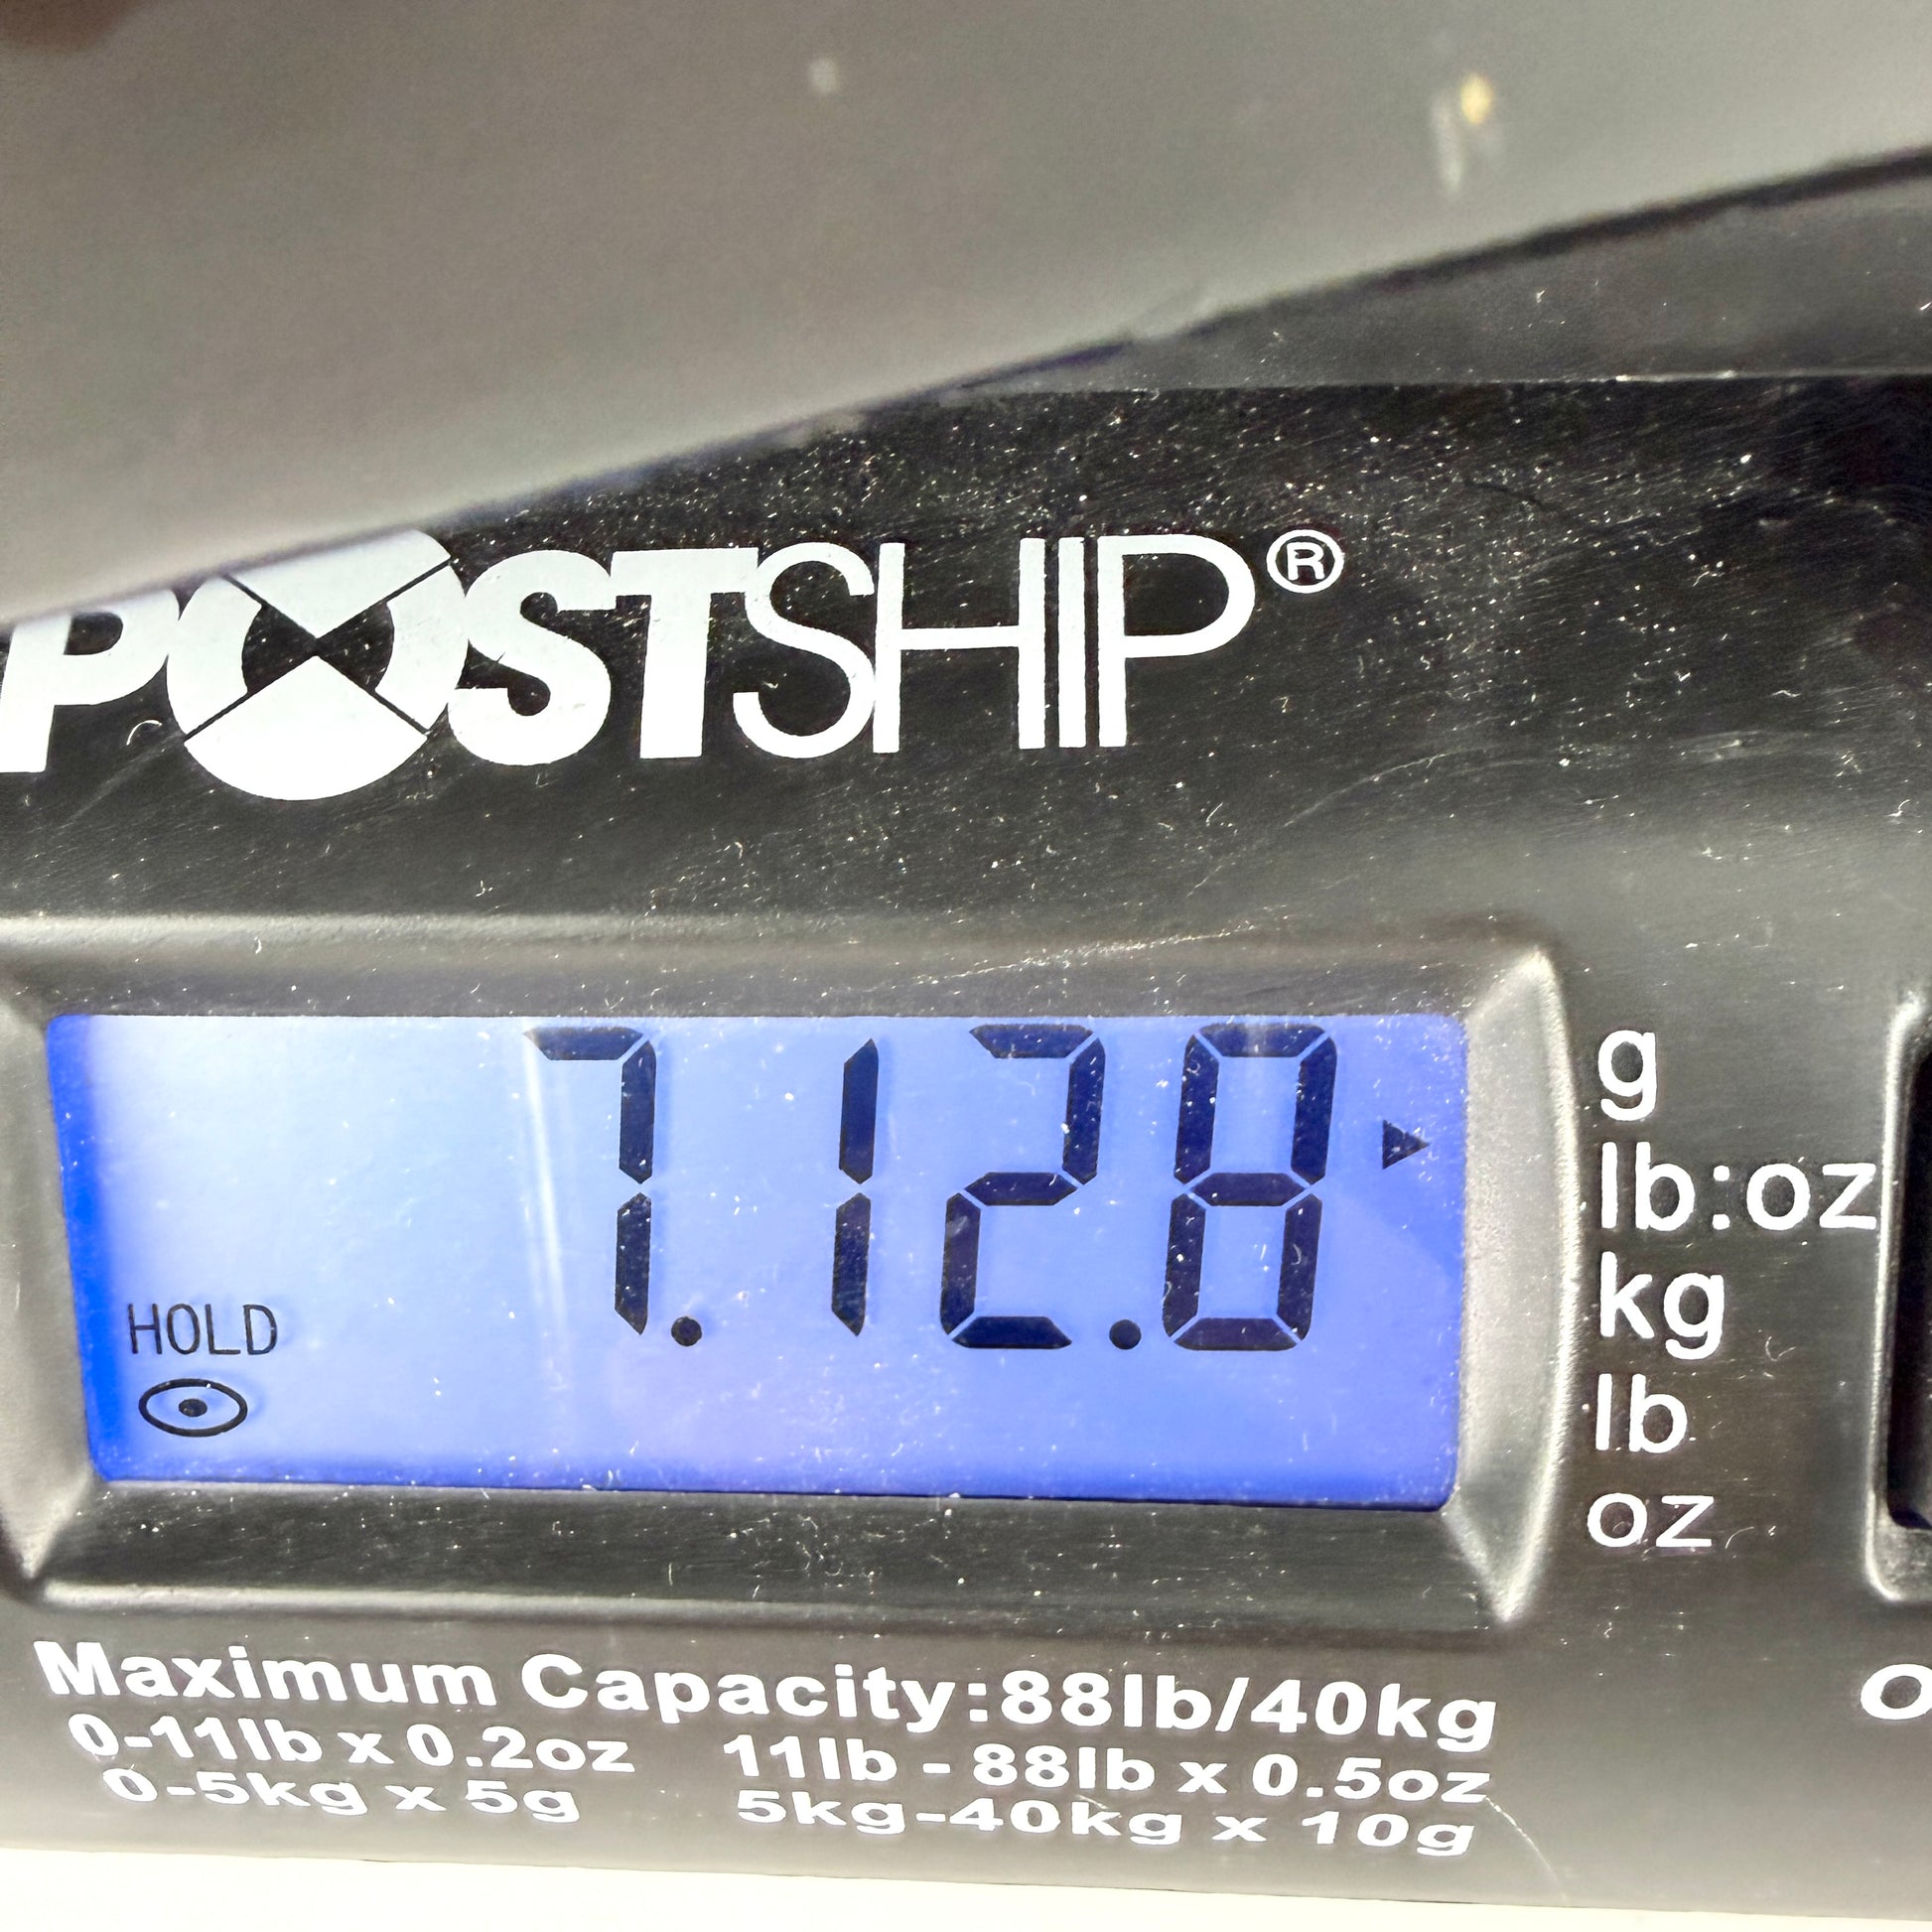 POSTSHIP®
7.12.8
HOLD
g
lb:oz
kg
lb
oz
Maximum Capacity:88lb/40kg
0-11lb x 0.2oz 11lb - 88lb x 0.5oz
0-5kg x 5g 5kg-40kg x 10g